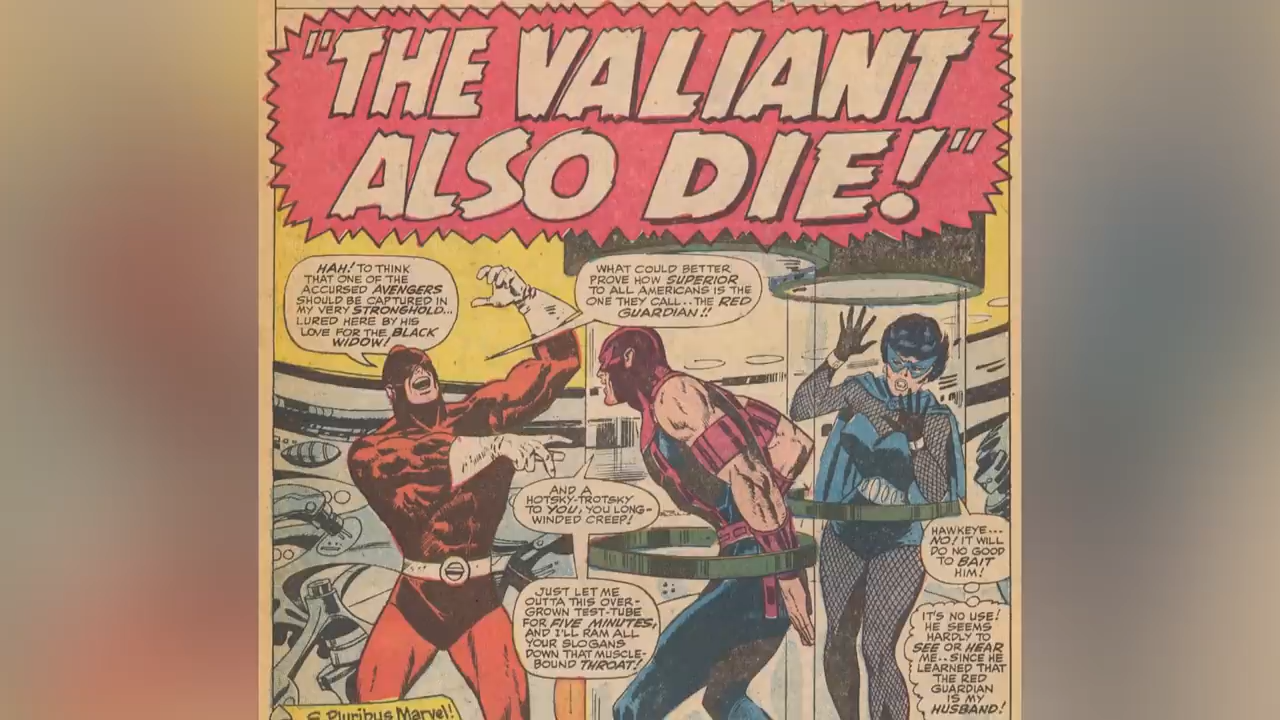 "THE VALIANT
ALSO DIE!"
HAH! TO THINK
THAT ONE OF THE
ACCURSED AVENGERS
SHOULD BE CAPTURED IN
MY VERY STRONGHOLD...
LURED HERE BY HIS
LOVE FOR THE BLACK
WIDOW!
WHAT COULD BETTER
PROVE HOW SUPERIOR
TO ALL AMERICANS IS THE
ONE THEY CALL..THE RED
GUARDIAN!!
AND A
HOTSKY-TROTSKY
TO YOU, YOU LONG-
WINDED CREEP!
JUST LET ME
OUTTA THIS OVER-
GROWN TEST-TUBE
FOR FIVE MINUTES,
AND I'LL RAM ALL
YOUR SLOGANS
DOWN THAT MUSCLE-
BOUND THROAT!
HAWKEYE...
NO! IT WILL
DO NO GOOD
TO BAIT
HIM!
IT'S NO USE!
HE SEEMS
HARDLY TO
SEE OR HEAR
ME..SINCE HE
LEARNED THAT
THE RED
GUARDIAN
IS MY
HUSBAND!
Pluribus Marvel!